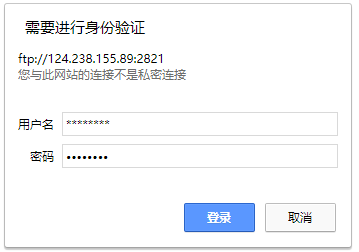 需要进行身份验证
ftp://124.238.155.89:2821
您与此网站的连接不是私密连接
用户名 ********
密码 ••••••••
登录 取消